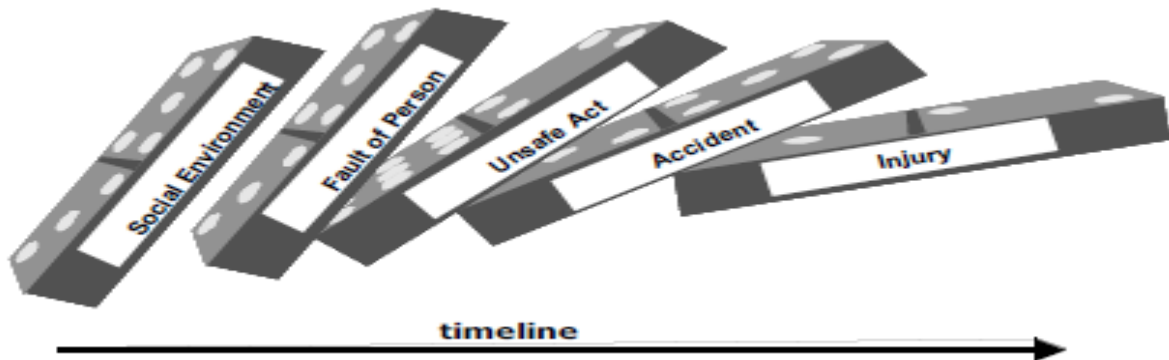 Social Environment
Fault of Person
Unsafe Act
Accident
Injury
timeline